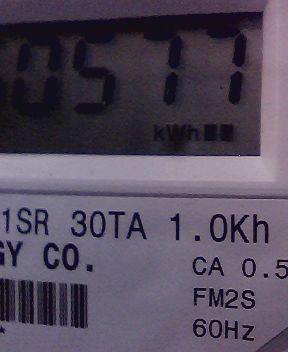 0577
kWh
1SR 30TA 1.0Kh
GY CO.
CA 0.5
FM2S
60Hz